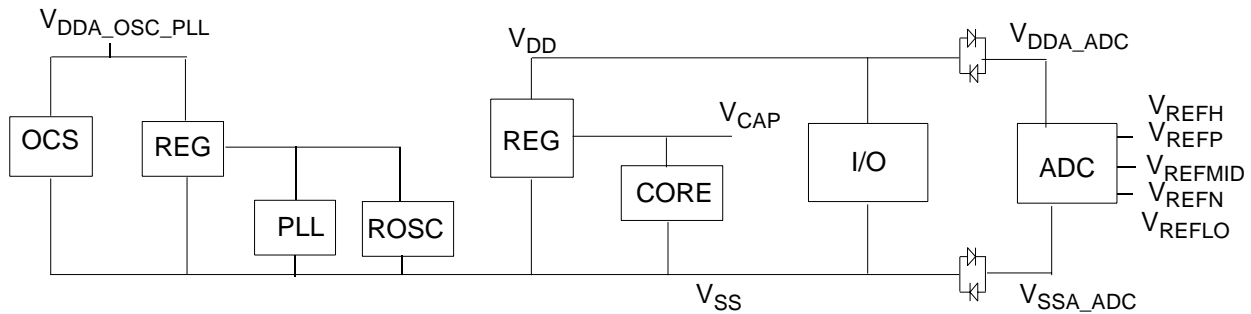 VDDA_OSC_PLL
VDD
VDDA_ADC
OCS
REG
REG
VCAP
I/O
ADC
VREFH
VREFP
VREFMID
VREFN
VREFLO
PLL
ROSC
CORE
VSS
VSSA_ADC